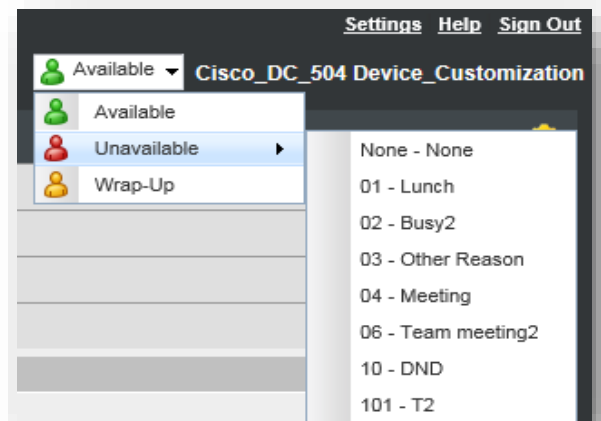 Settings Help Sign Out
Available Cisco_DC_504 Device_Customization
Available
Unavailable
Wrap-Up
None - None
01 - Lunch
02 - Busy2
03 - Other Reason
04 - Meeting
06 - Team meeting2
10 - DND
101 - T2